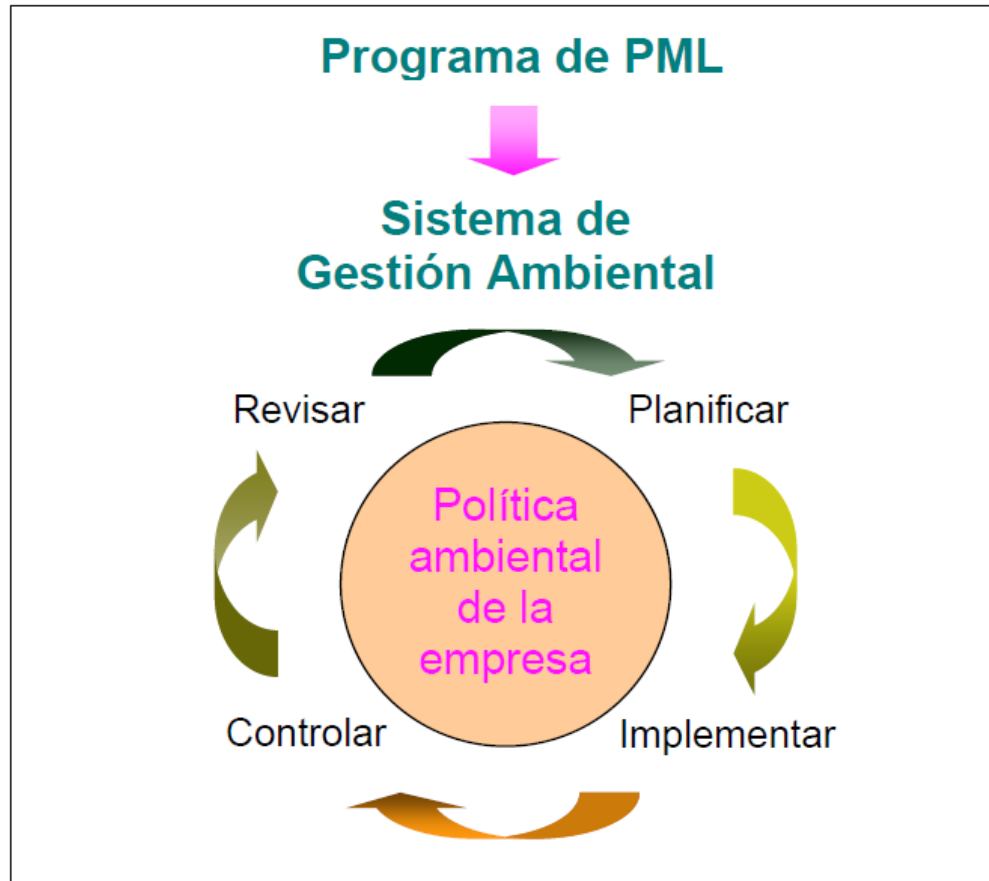 Programa de PML
Sistema de
Gestión Ambiental
Revisar
Planificar
Política
ambiental
de la
empresa
Controlar
Implementar